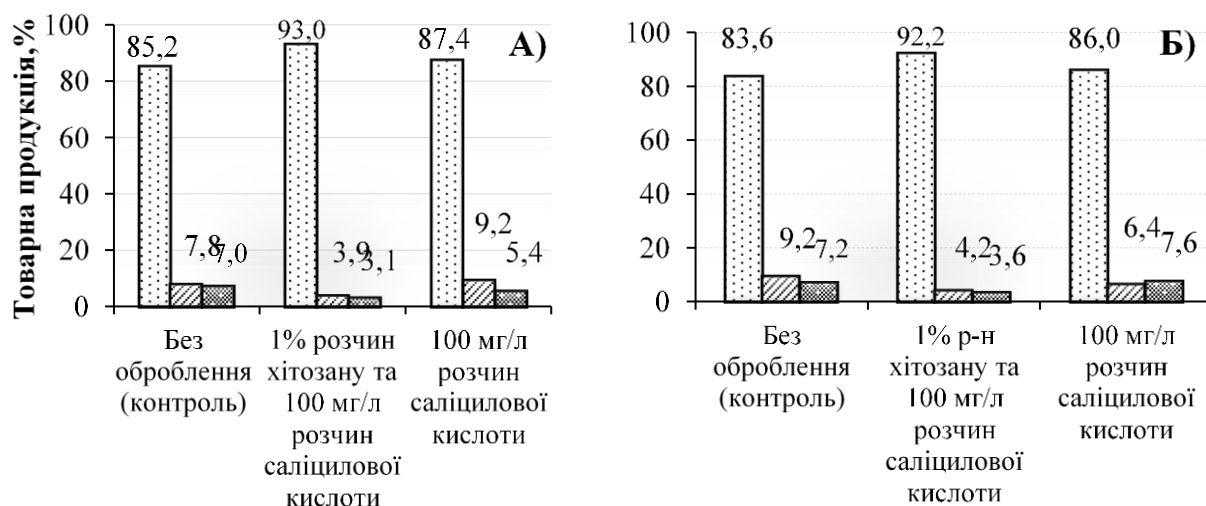 Товарна продукція,%
А)
100
80
60
40
20
0
85,2
7,8
7,0
93,0
3,9
3,1
87,4
9,2
5,4
Без
оброблення
(контроль)
1% розчин
хітозану та
100 мг/л
розчин
саліцилової
кислоти
100 мг/л
розчин
саліцилової
кислоти
Б)
100
80
60
40
20
0
83,6
9,2
7,2
92,2
4,2
3,6
86,0
6,4
7,6
Без
оброблення
(контроль)
1% р-н
хітозану та
100 мг/л
розчин
саліцилової
кислоти
100 мг/л
розчин
саліцилової
кислоти